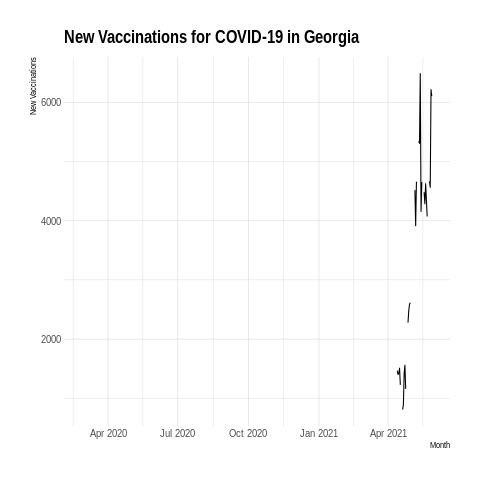 New Vaccinations for COVID-19 in Georgia
New Vaccinations
6000
4000
2000
Apr 2020 Jul 2020 Oct 2020 Jan 2021 Apr 2021
Month